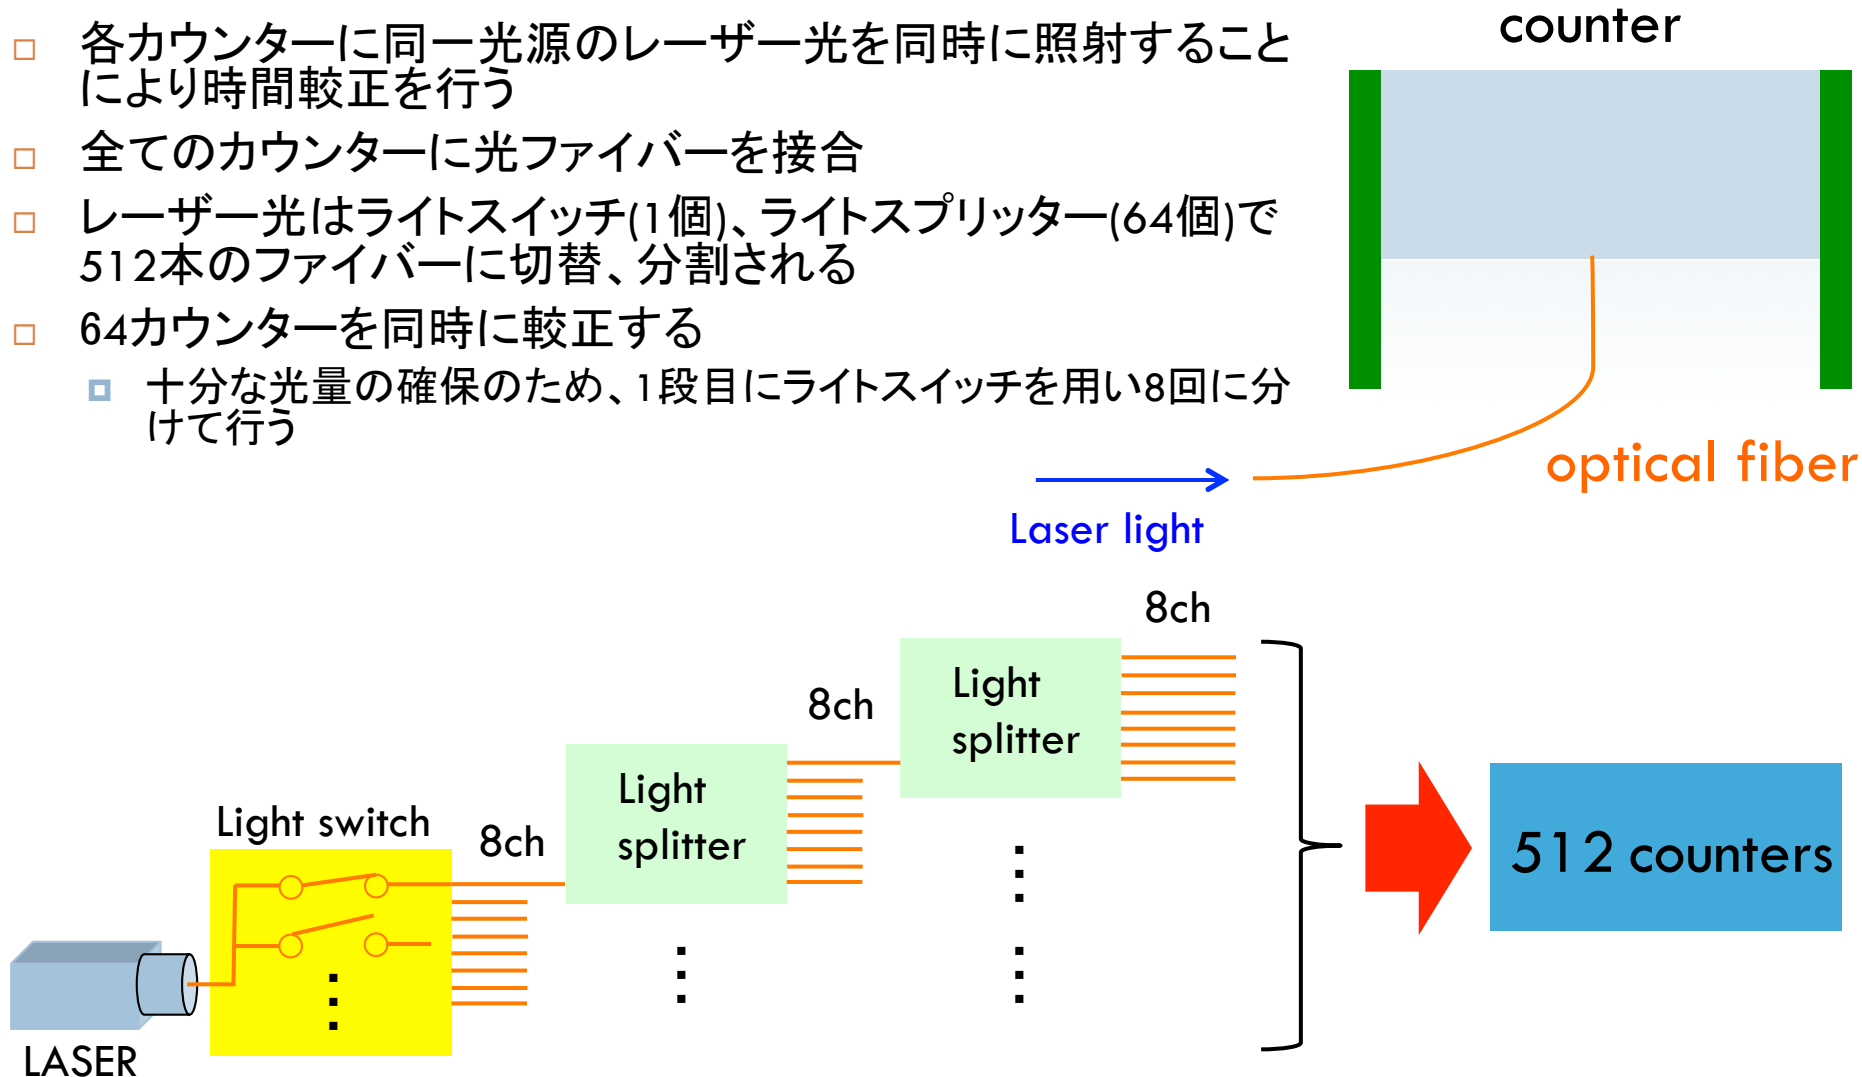 各カウンターに同一光源のレーザー光を同時に照射すること
により時間較正を行う
全てのカウンターに光ファイバーを接合
レーザー光はライトスイッチ(1個)、ライトスプリッター(64個)で
512本のファイバーに切替、分割される
64カウンターを同時に較正する
十分な光量の確保のため、1段目にライトスイッチを用い8回に分
けて行う
counter
optical fiber
Laser light
8ch
Light
splitter
8ch
Light
splitter
8ch
Light switch
LASER
512 counters